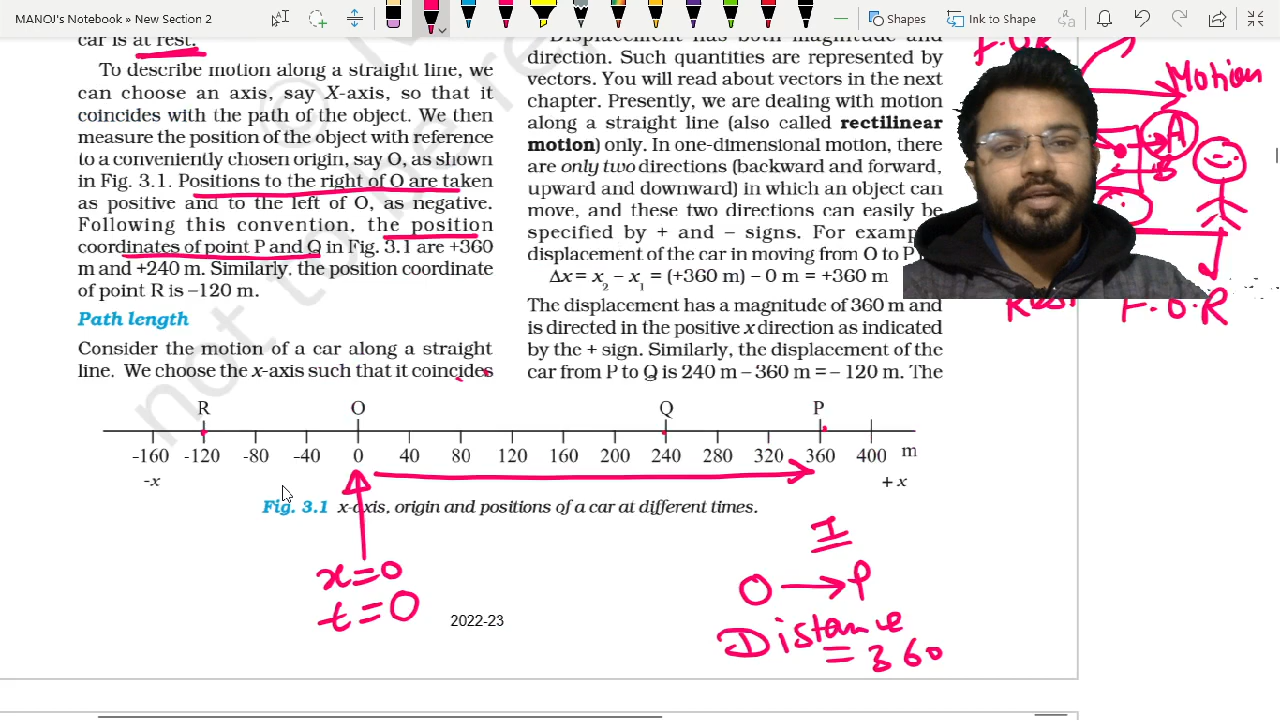 MANOJ's Notebook » New Section 2
Shapes
Ink to Shape
car is at rest.
To describe motion along a straight line, we
can choose an axis, say X-axis, so that it
coincides with the path of the object. We then
measure the position of the object with reference
to a conveniently chosen origin, say O, as shown
in Fig. 3.1. Positions to the right of O are taken
as positive and to the left of O, as negative.
Following this convention, the position
coordinates of point P and Q in Fig. 3.1 are +360
m and +240 m. Similarly, the position coordinate
of point R is –120 m.
Path length
Consider the motion of a car along a straight
line. We choose the x-axis such that it coincides
Displacement has both magnitude and
direction. Such quantities are represented by
vectors. You will read about vectors in the next
chapter. Presently, we are dealing with motion
along a straight line (also called rectilinear
motion) only. In one-dimensional motion, there
are only two directions (backward and forward,
upward and downward) in which an object can
move, and these two directions can easily be
specified by + and – signs. For
displacement of the car in moving from O to P
Δx = x2 – x1 = (+360 m) – 0 m = +360 m
The displacement has a magnitude of 360 m and
is directed in the positive x direction as indicated
by the + sign. Similarly, the displacement of the
car from P to Q is 240 m – 360 m = – 120 m. The
F.O.R
Motion
A
B
Rest
F.O.R
R O Q P
-160 -120 -80 -40 0 40 80 120 160 200 240 280 320 360 400 m
-x + x
Fig. 3.1 x-axis, origin and positions of a car at different times.
x=0
t=0
2022-23
I
O → P
Distance
= 360
not to be re